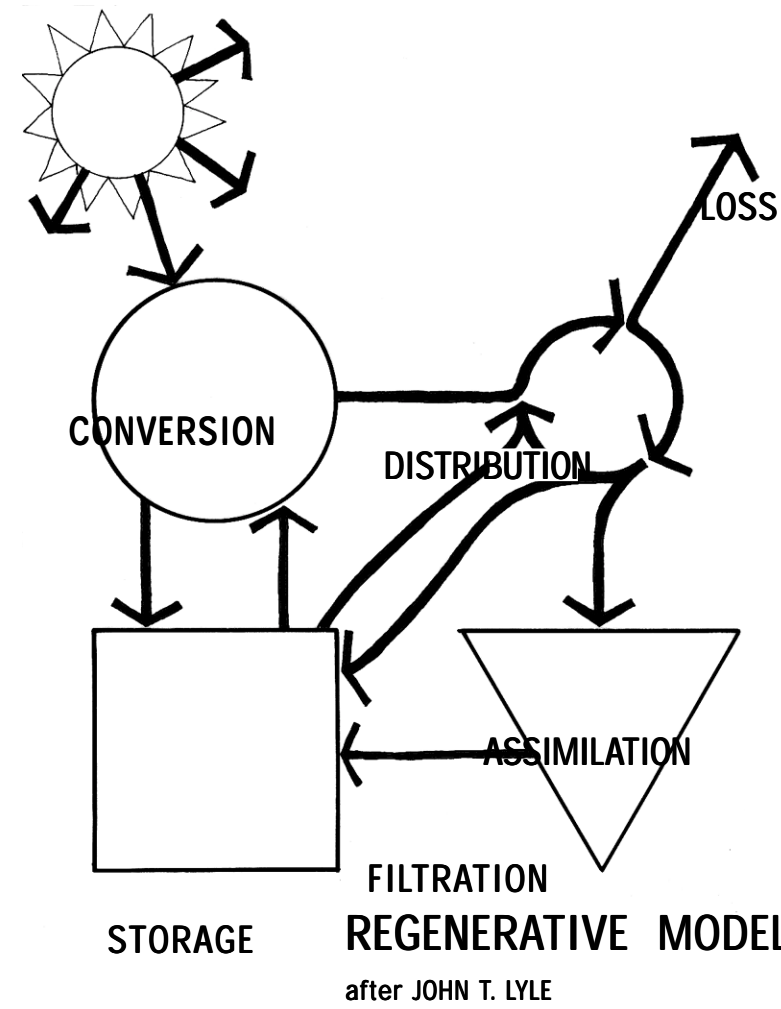 LOSS
CONVERSION
DISTRIBUTION
ASSIMILATION
FILTRATION
STORAGE
REGENERATIVE MODEL
after JOHN T. LYLE